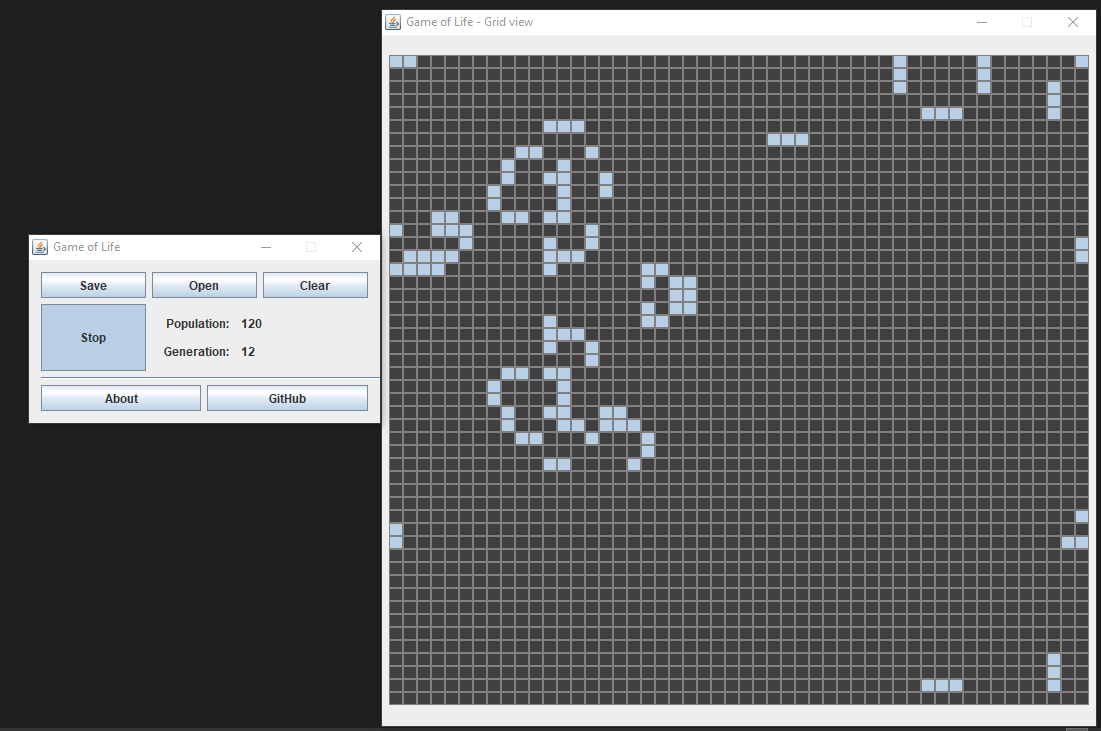 Game of Life - Grid view
Game of Life
Save Open Clear
Stop
Population: 120
Generation: 12
About GitHub